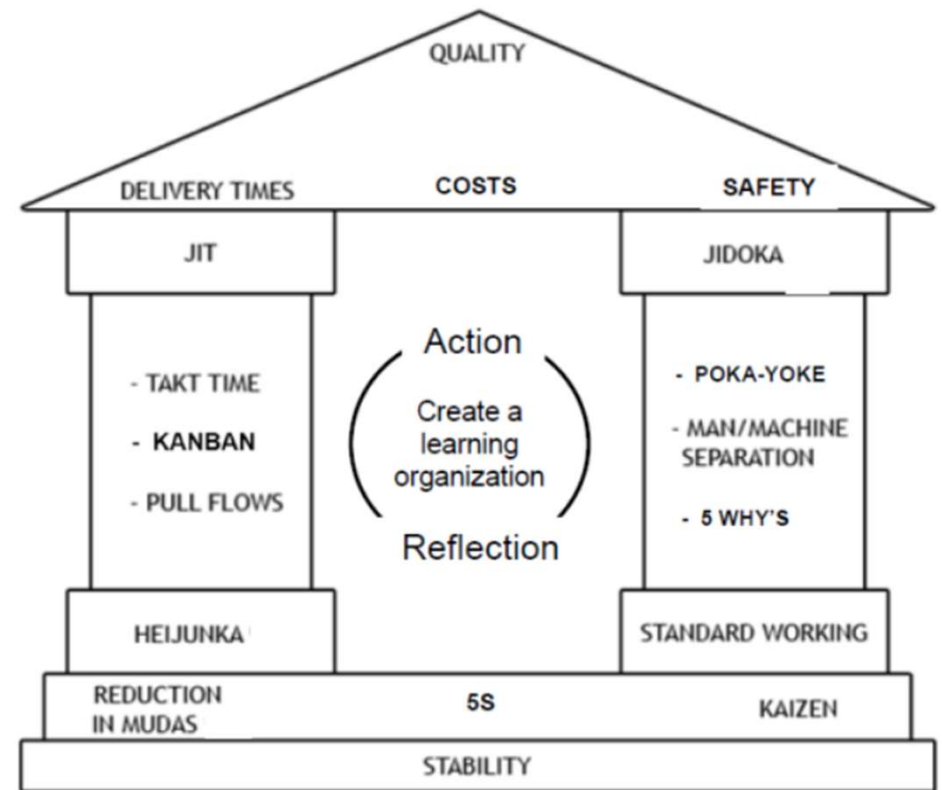 QUALITY
DELIVERY TIMES
COSTS
SAFETY
JIT
JIDOKA
- TAKT TIME
- KANBAN
- PULL FLOWS
Action
Create a
learning
organization
Reflection
- POKA-YOKE
- MAN/MACHINE
SEPARATION
- 5 WHY'S
HEIJUNKA
STANDARD WORKING
REDUCTION
IN MUDAS
5S
KAIZEN
STABILITY